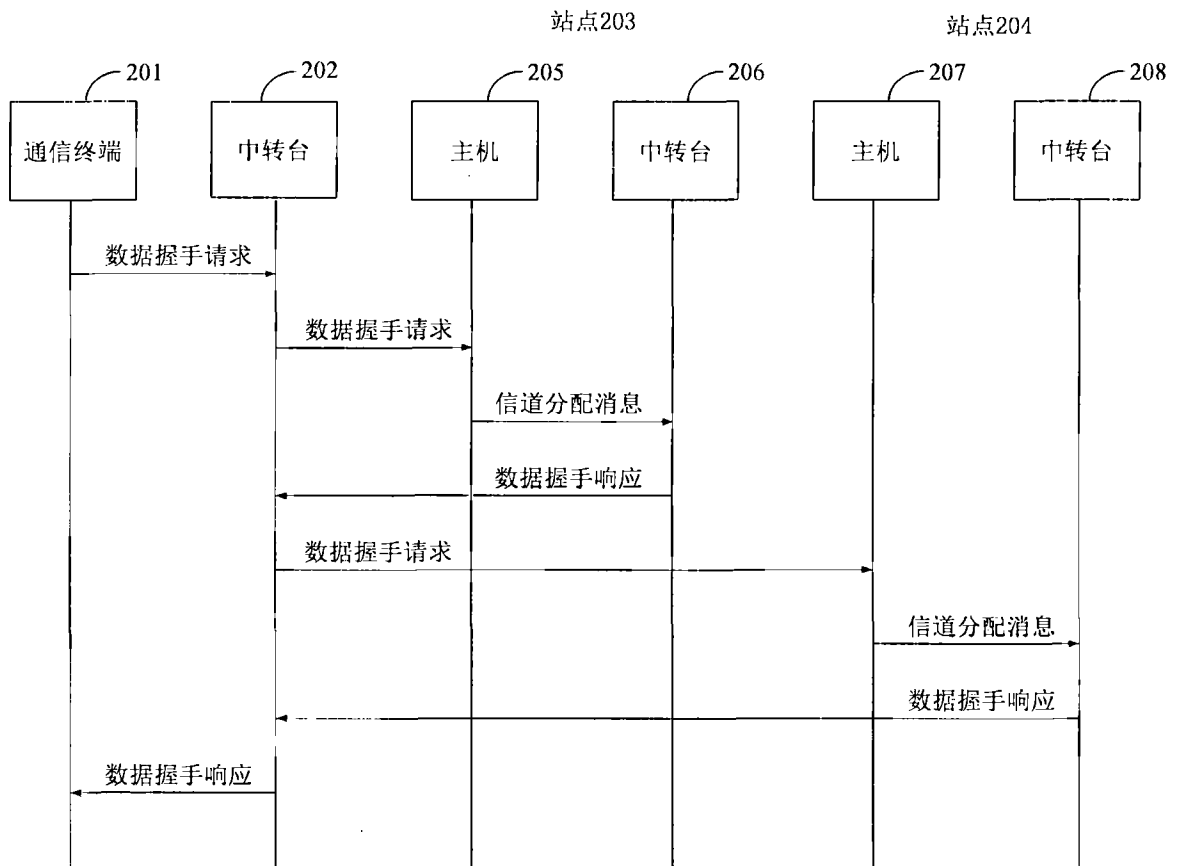 站点203
站点204
201
202
205
206
207
208
通信终端
中转台
主机
中转台
主机
中转台
数据握手请求
数据握手请求
信道分配消息
数据握手响应
数据握手请求
信道分配消息
数据握手响应
数据握手响应